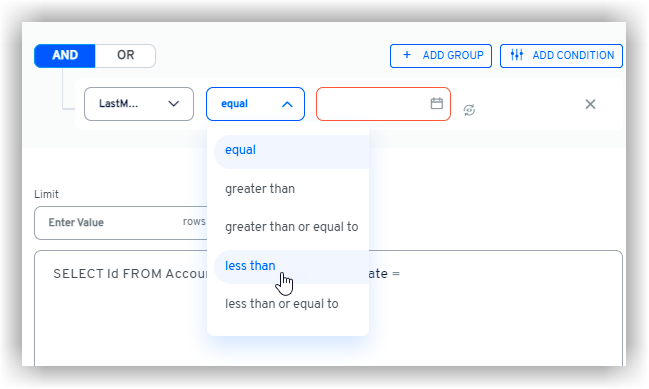 AND OR
+ ADD GROUP ADD CONDITION
LastM... equal
equal
greater than
Limit
greater than or equal to
Enter Value rows
less than
SELECT Id FROM Accou ate =
less than or equal to